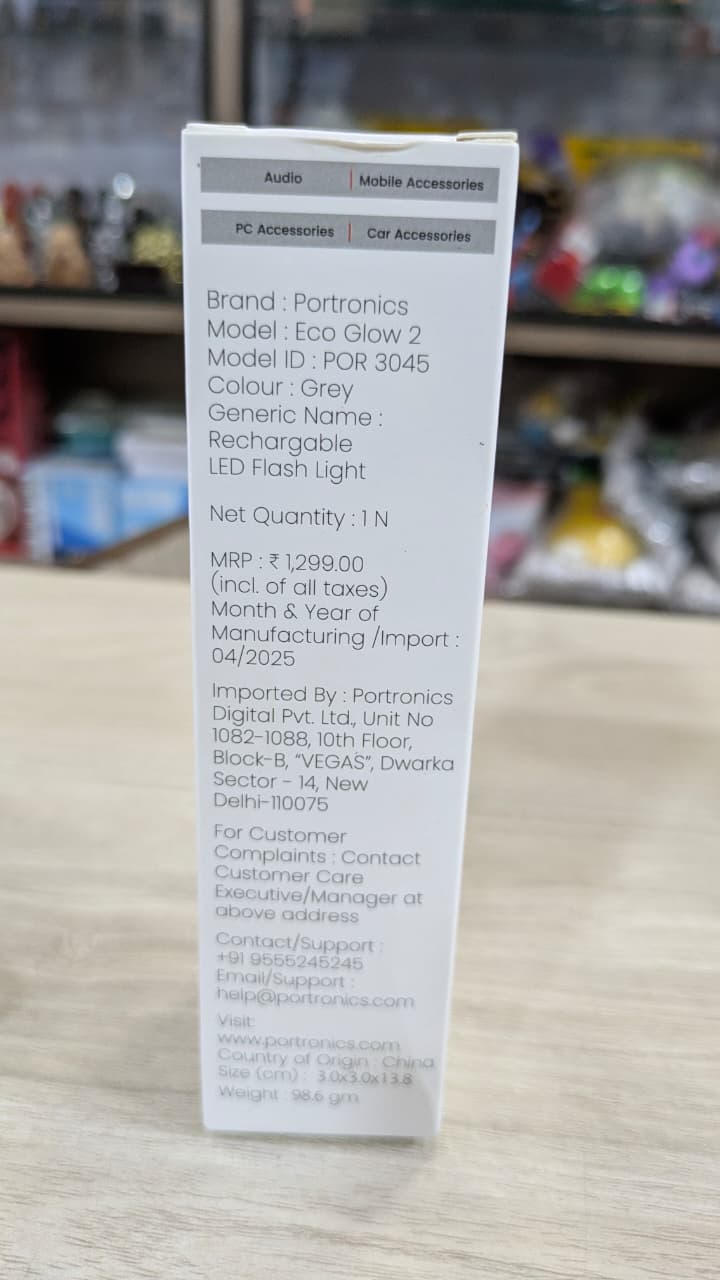 Audio | Mobile Accessories
PC Accessories | Car Accessories
Brand : Portronics
Model : Eco Glow 2
Model ID : POR 3045
Colour : Grey
Generic Name :
Rechargable
LED Flash Light
Net Quantity : 1 N
MRP : ₹ 1,299.00
(incl. of all taxes)
Month & Year of
Manufacturing /Import :
04/2025
Imported By : Portronics
Digital Pvt. Ltd., Unit No
1082-1088, 10th Floor,
Block-B, “VEGAS”, Dwarka
Sector - 14, New
Delhi-110075
For Customer
Complaints : Contact
Customer Care
Executive/Manager at
above address
Contact/Support :
+91 9555245245
Email/Support :
help@portronics.com
Visit:
www.portronics.com
Country of Origin : China
Size (cm) : 3.0x3.0x13.8
Weight : 98.6 gm